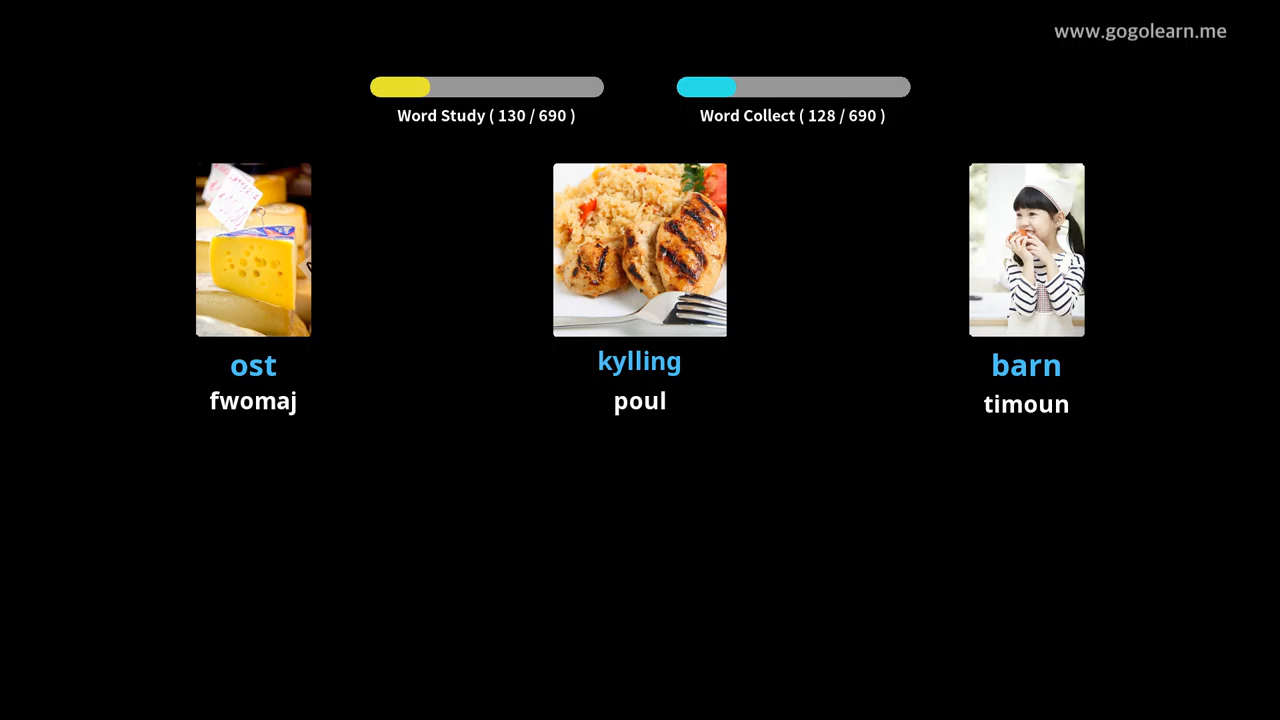 www.gogolearn.me
Word Study ( 130 / 690 )
Word Collect ( 128 / 690 )
ost
kylling
barn
fwomaj
poul
timoun